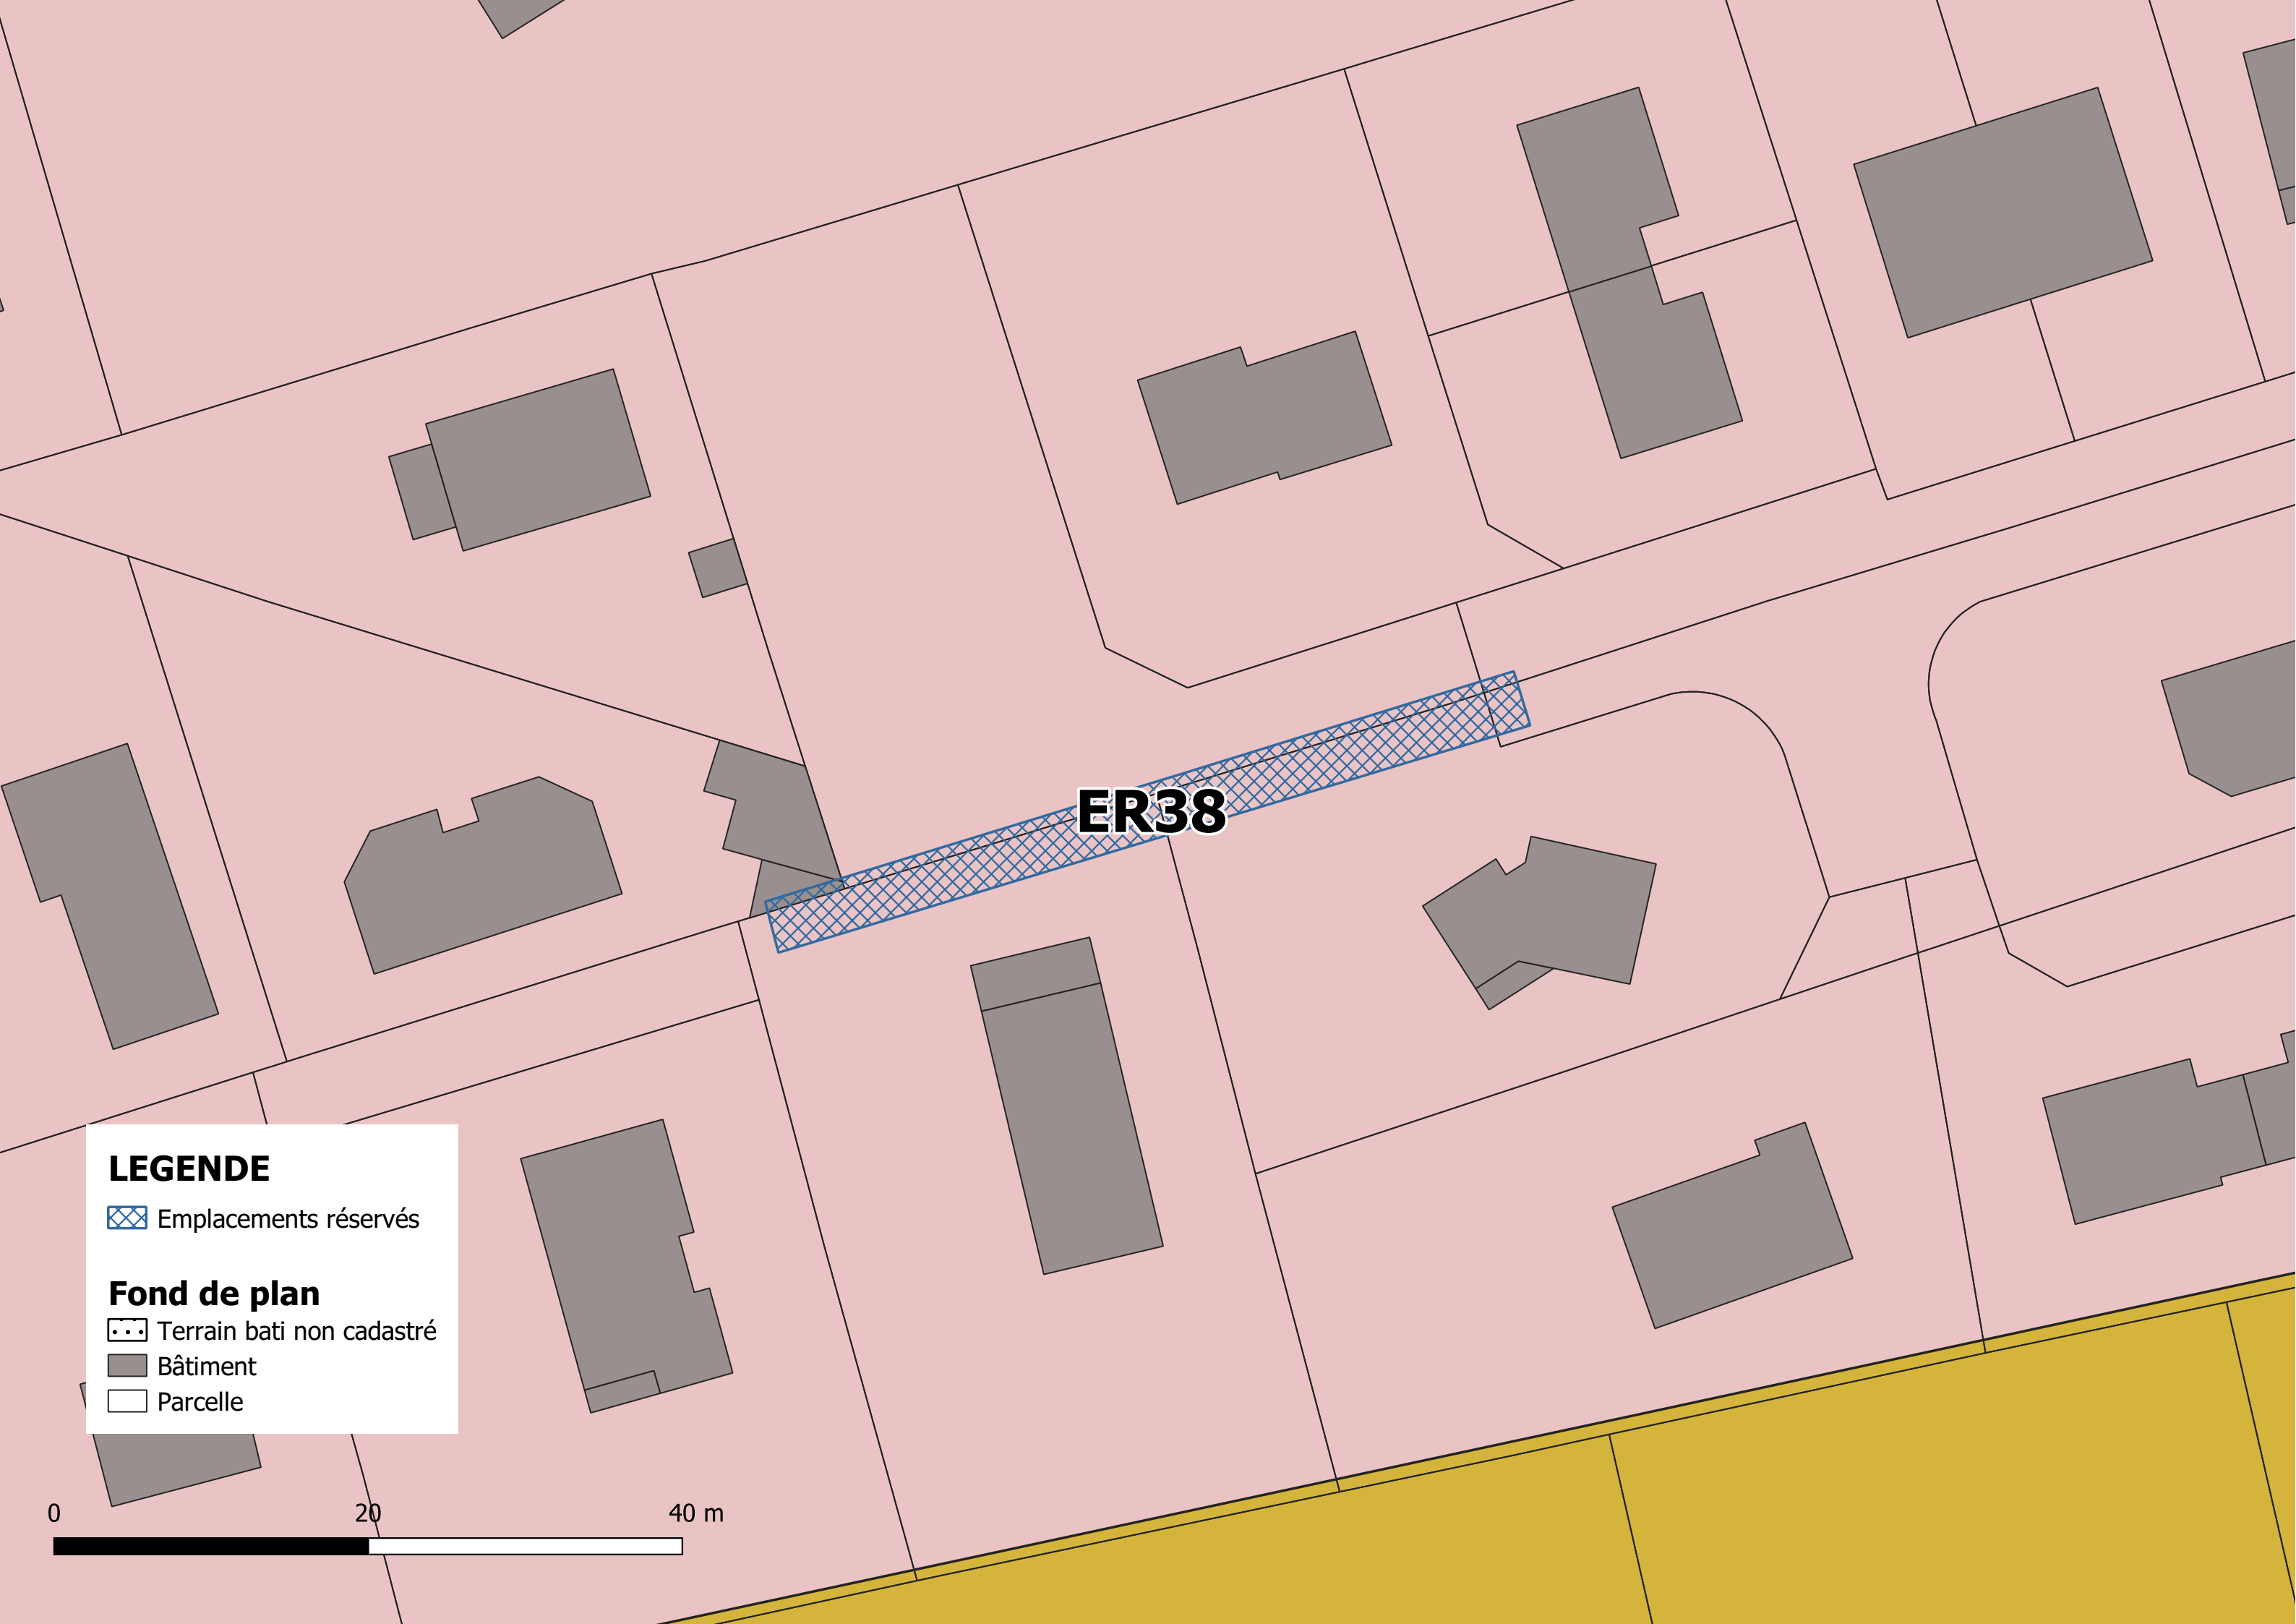 ER38
LEGENDE
Emplacements réservés
Fond de plan
Terrain bati non cadastré
Bâtiment
Parcelle
0 20 40 m